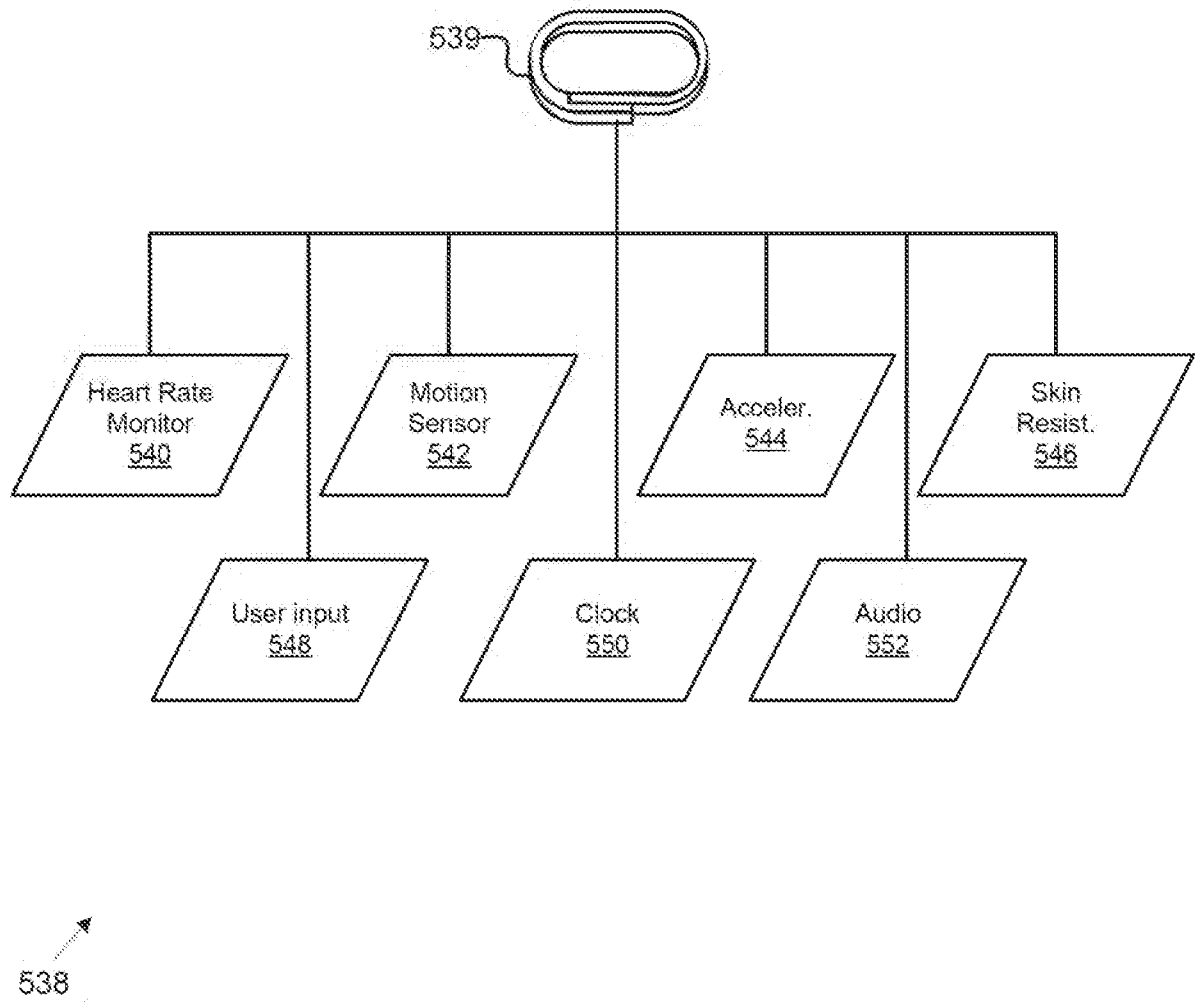 539
Heart Rate
Monitor
540
Motion
Sensor
542
Acceler.
544
Skin
Resist.
546
User input
548
Clock
550
Audio
552
538